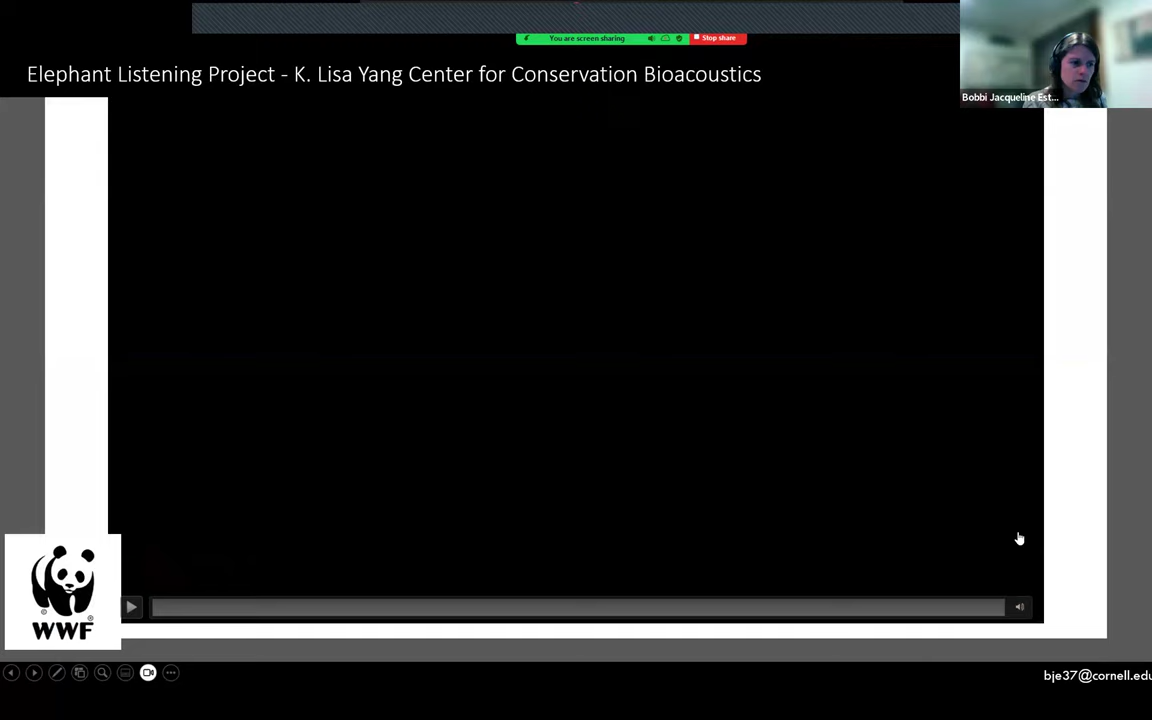 You are screen sharing
Stop share
Elephant Listening Project - K. Lisa Yang Center for Conservation Bioacoustics
Bobbi Jacqueline Est...
WWF
bje37@cornell.edu